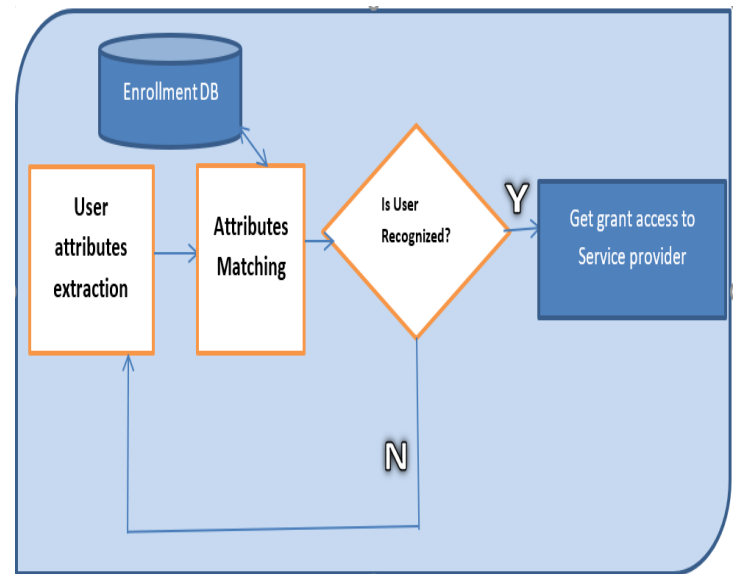 Enrollment DB
User
attributes
extraction
Attributes
Matching
Is User
Recognized?
Y
Get grant access to
Service provider
N